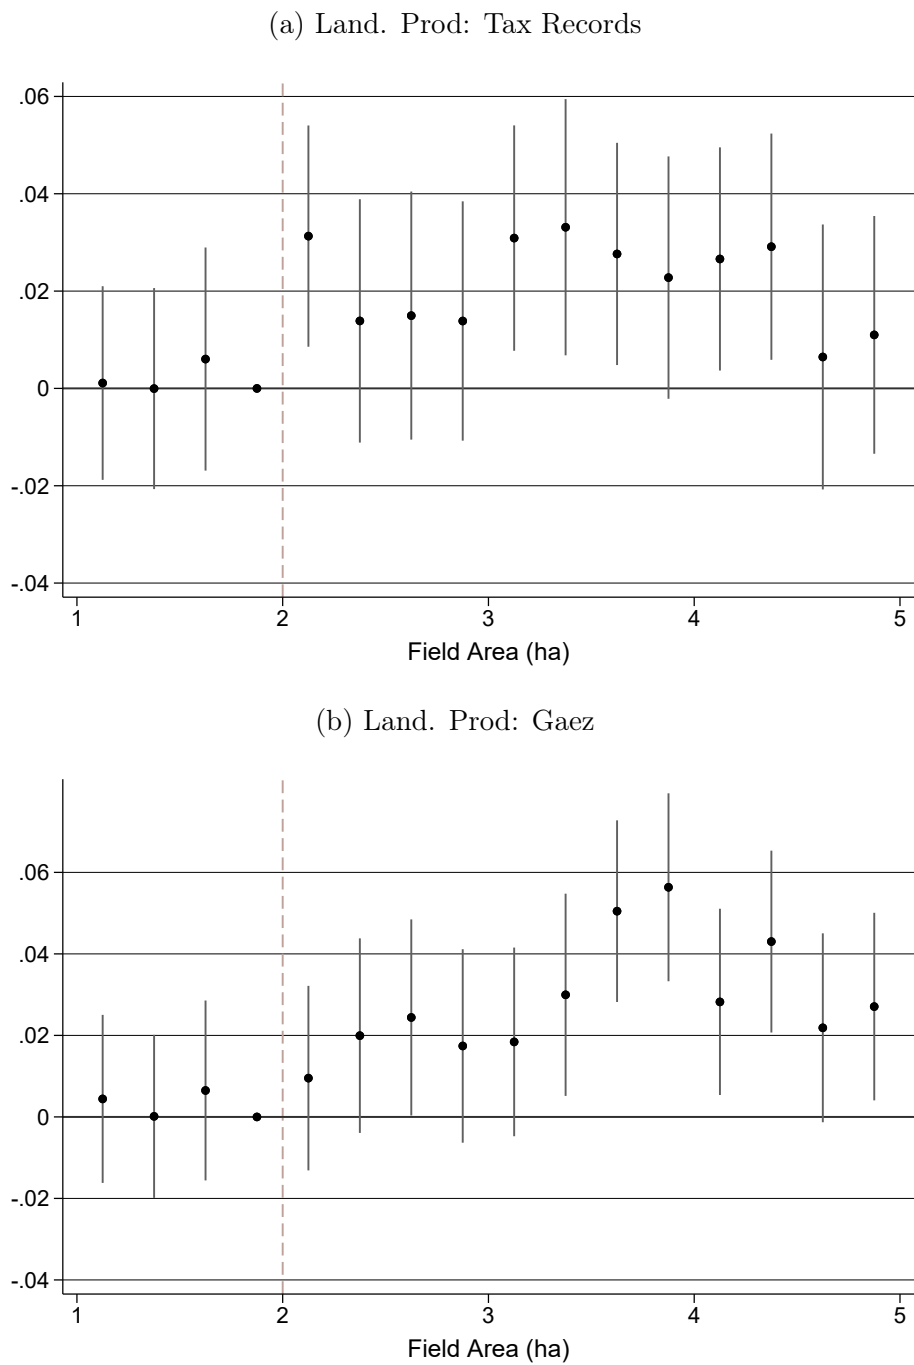 (a) Land. Prod: Tax Records
.06
.04
.02
0
-.02
-.04
1 2 3 4 5
Field Area (ha)
(b) Land. Prod: Gaez
.06
.04
.02
0
-.02
-.04
1 2 3 4 5
Field Area (ha)